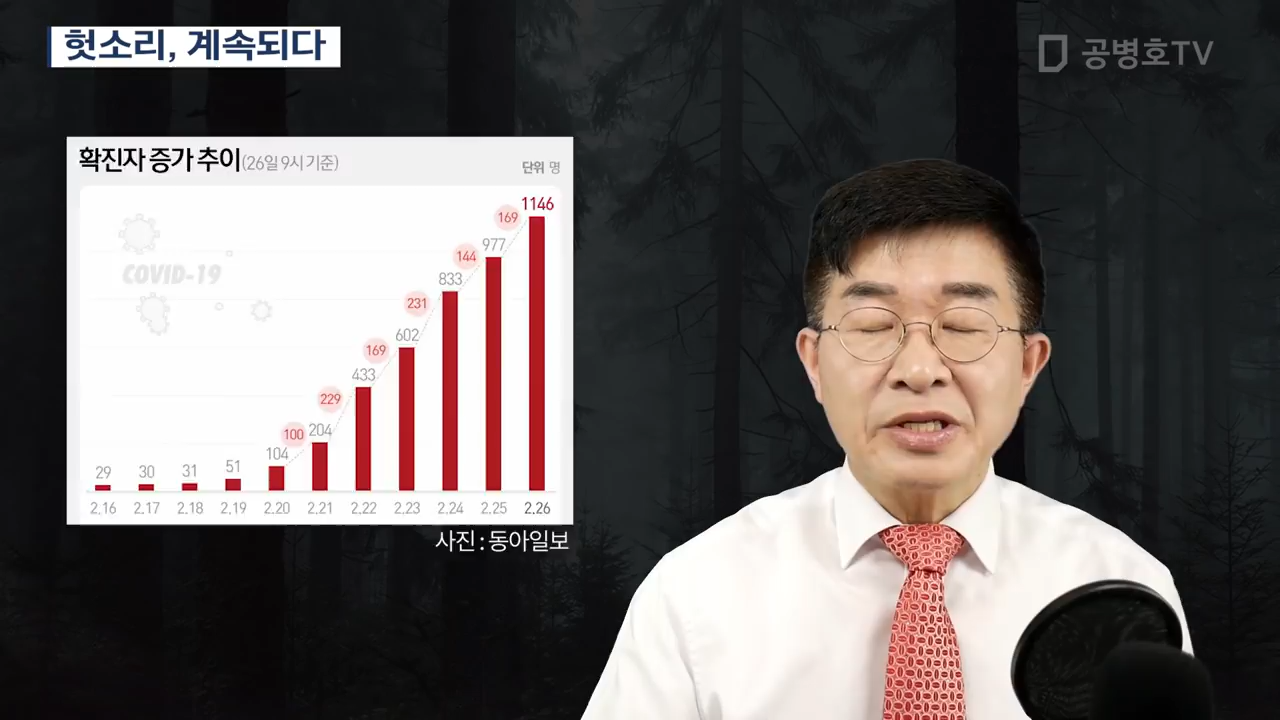 헛소리, 계속되다
공병호TV
확진자 증가 추이(26일 9시 기준)
단위 명
COVID-19
29 30 31 51 104 204 433 602 833 977 1146
100 229 169 231 144 169
2.16 2.17 2.18 2.19 2.20 2.21 2.22 2.23 2.24 2.25 2.26
사진 : 동아일보